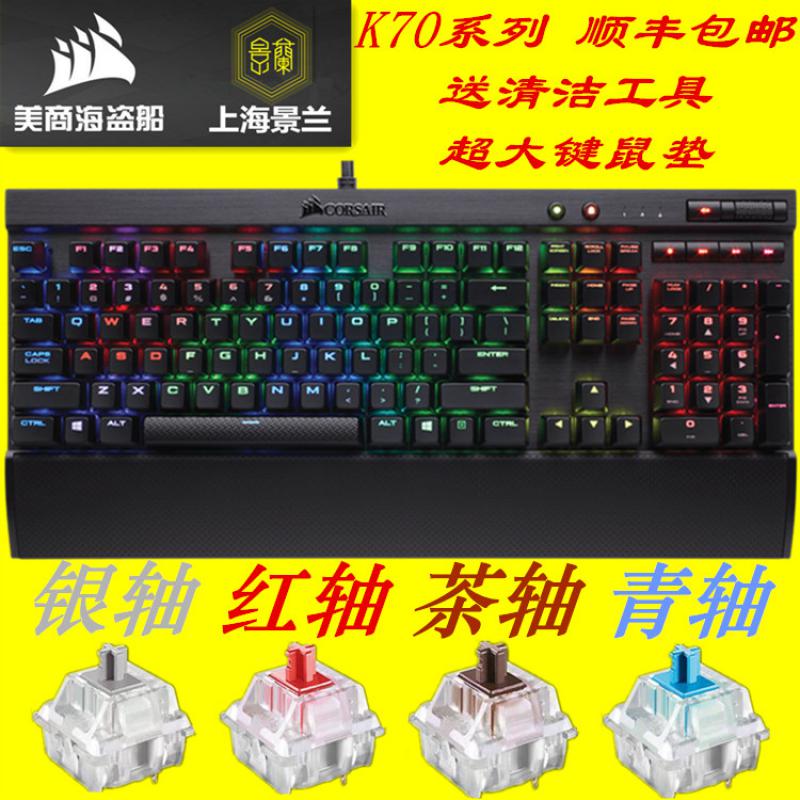 K70系列 顺丰包邮
送清洁工具
超大键鼠垫
美商海盗船
景蘭
上海景兰
CORSAIR
ESC F1 F2 F3 F4 F5 F6 F7 F8 F9 F10 F11 F12
TAB Q W E R T Y U I O P
CAPS LOCK A S D F G H J K L ENTER
SHIFT Z X C V B N M SHIFT
CTRL ALT ALT CTRL
银轴 红轴 茶轴 青轴